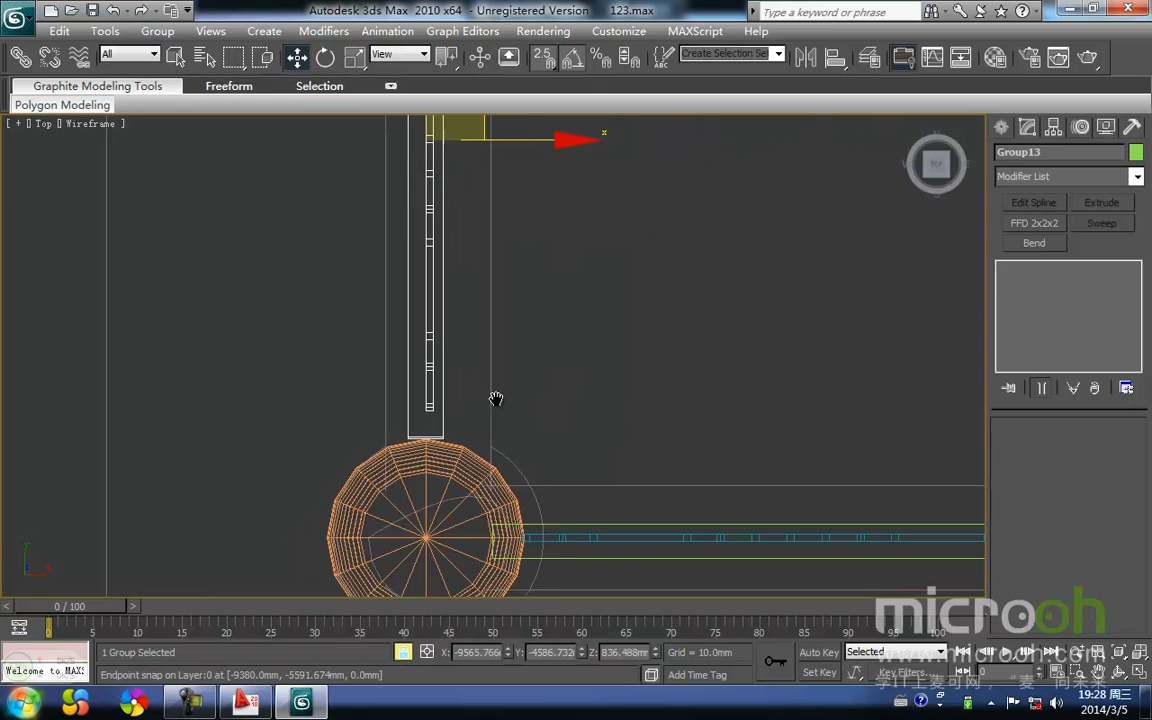 Autodesk 3ds Max 2010 x64 - Unregistered Version 123.max
Type a keyword or phrase
Edit Tools Group Views Create Modifiers Animation Graph Editors Rendering Customize MAXScript Help
All View 2.5 Create Selection Se
Graphite Modeling Tools Freeform Selection
Polygon Modeling
[ + ] Top [] Wireframe ]
x
TOP
Group13
Modifier List
Edit Spline Extrude
FFD 2x2x2 Sweep
Bend
0 / 100
0 5 10 15 20 25 30 35 40 45 50 55 60 65 70 75 80 85 90 95 100
microoh
www.microoh.com
1 Group Selected X: -9565.766 Y: -4586.732 Z: 836.488mm Grid = 10.0mm Auto Key Selected
Welcome to MAX: Endpoint snap on Layer:0 at [-9380.0mm, -5591.674mm, 0.0mm] Add Time Tag Set Key Key Filters... 0
19:28 周三
2014/3/5